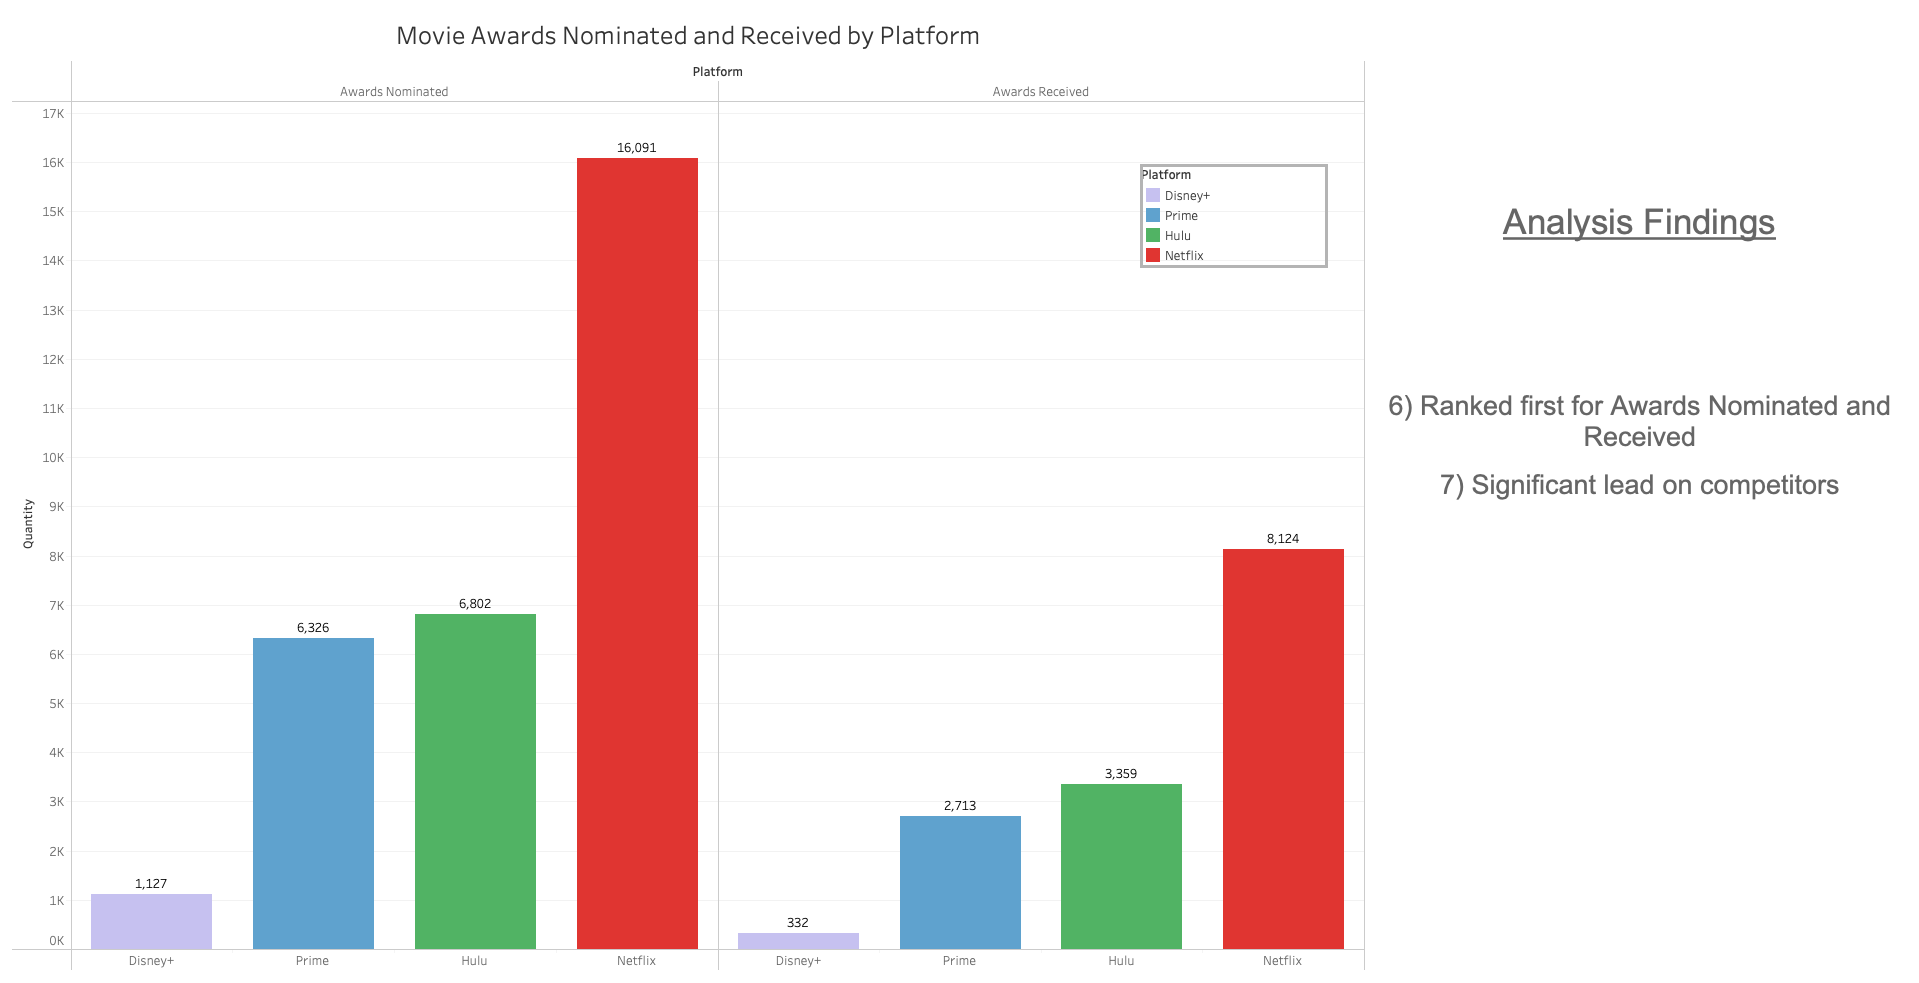 Movie Awards Nominated and Received by Platform
Platform
Awards Nominated
Awards Received
17K
16K
15K
14K
13K
12K
11K
10K
9K
8K
7K
6K
5K
4K
3K
2K
1K
0K
Quantity
1,127
6,326
6,802
16,091
332
2,713
3,359
8,124
Disney+
Prime
Hulu
Netflix
Disney+
Prime
Hulu
Netflix
Platform
Disney+
Prime
Hulu
Netflix
Analysis Findings
6) Ranked first for Awards Nominated and
Received
7) Significant lead on competitors